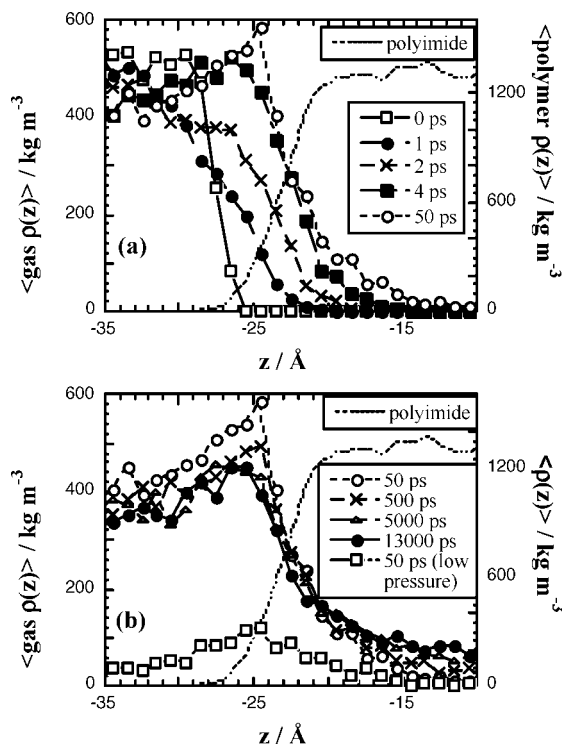 600
400
200
0
<gas ρ(z)> / kg m⁻³
polyimide
0 ps
1 ps
2 ps
4 ps
50 ps
(a)
1200
600
0
<polymer ρ(z)> / kg m⁻³
-35
-25
-15
z / Å
600
400
200
0
<gas ρ(z)> / kg m⁻³
polyimide
50 ps
500 ps
5000 ps
13000 ps
50 ps (low
pressure)
(b)
1200
600
0
<ρ(z)> / kg m⁻³
-35
-25
-15
z / Å